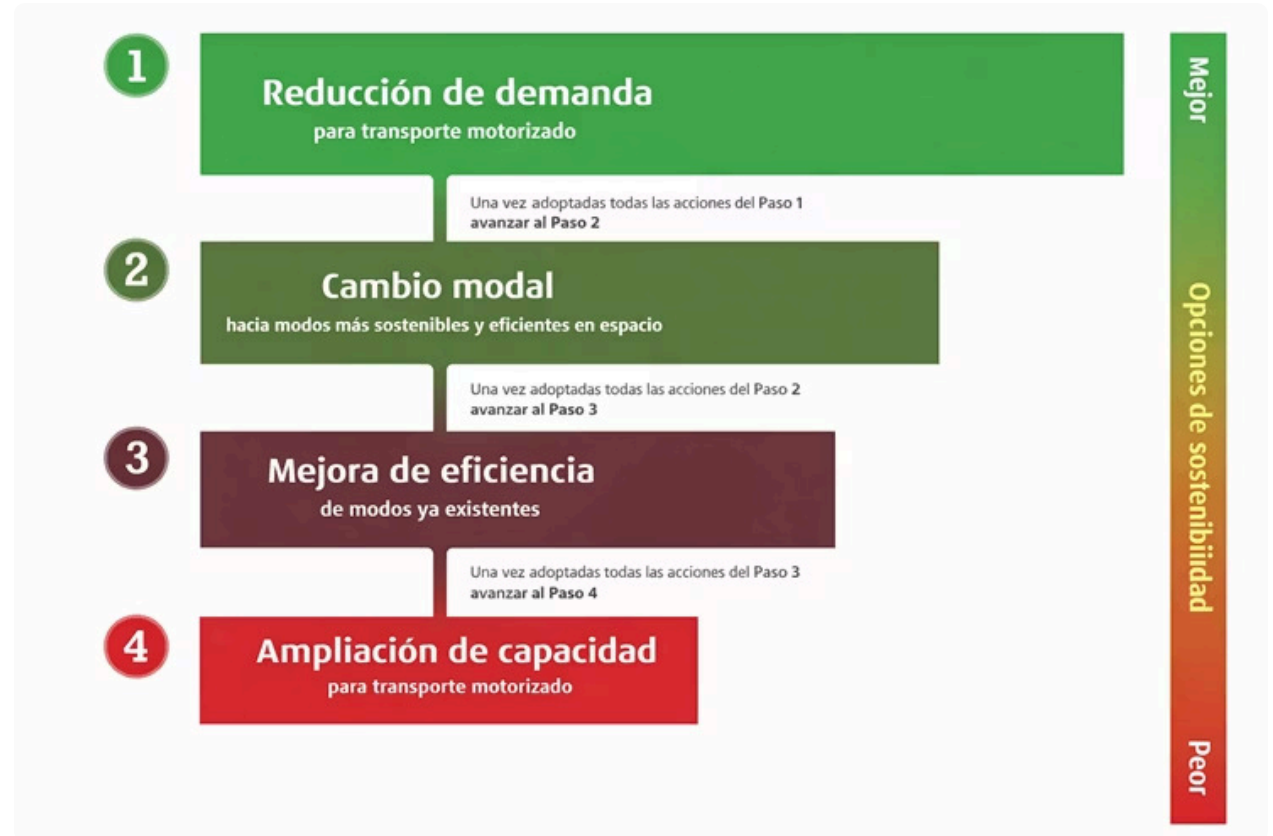 1
Reducción de demanda
para transporte motorizado
Una vez adoptadas todas las acciones del Paso 1
avanzar al Paso 2
2
Cambio modal
hacia modos más sostenibles y eficientes en espacio
Una vez adoptadas todas las acciones del Paso 2
avanzar al Paso 3
3
Mejora de eficiencia
de modos ya existentes
Una vez adoptadas todas las acciones del Paso 3
avanzar al Paso 4
4
Ampliación de capacidad
para transporte motorizado
Mejor
Opciones de sostenibiiidad
Peor